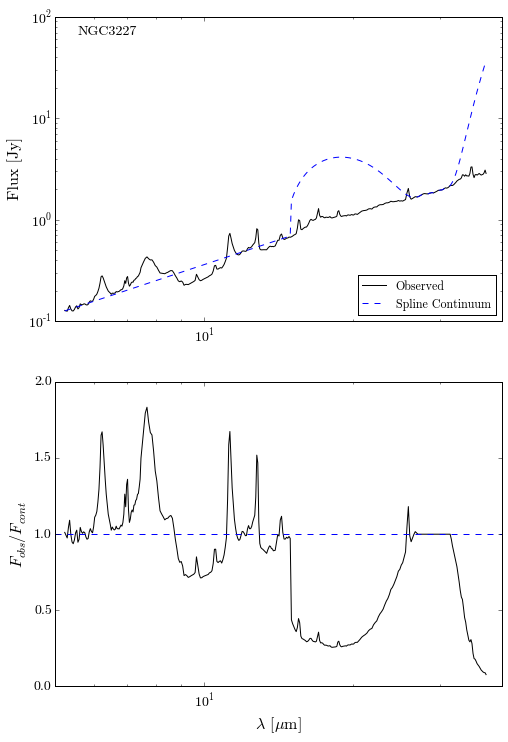 NGC3227
Flux [Jy]
10^2
10^1
10^0
10^-1
10^1
Observed
Spline Continuum
2.0
1.5
1.0
0.5
0.0
F_obs/F_cont
10^1
λ [μm]